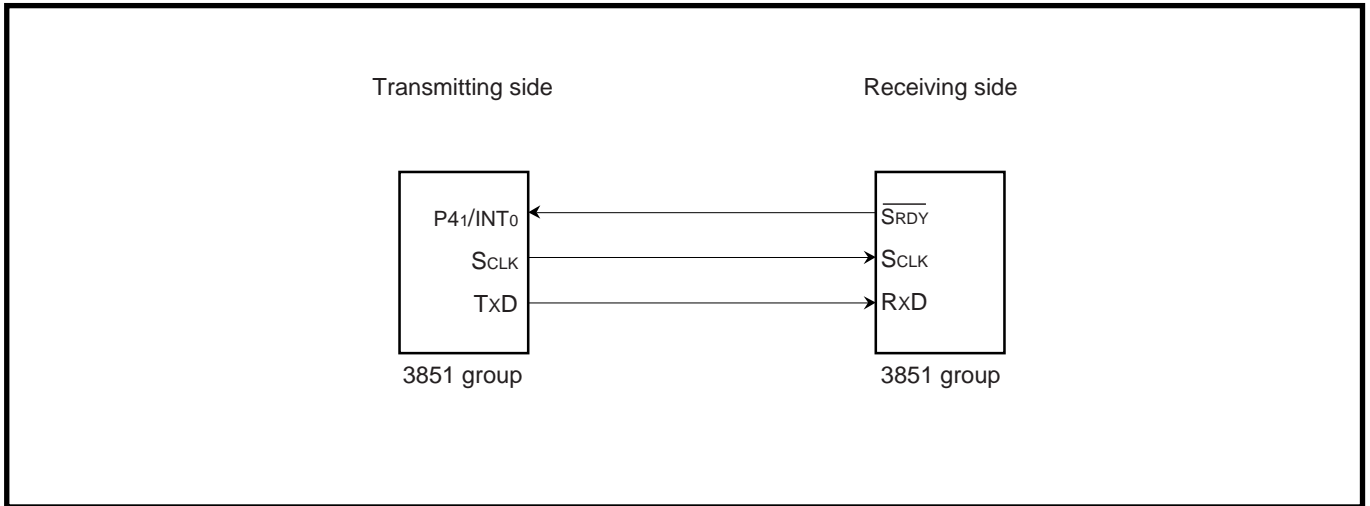 Transmitting side
Receiving side
P41/INT0
SCLK
TXD
SRDY
SCLK
RXD
3851 group
3851 group